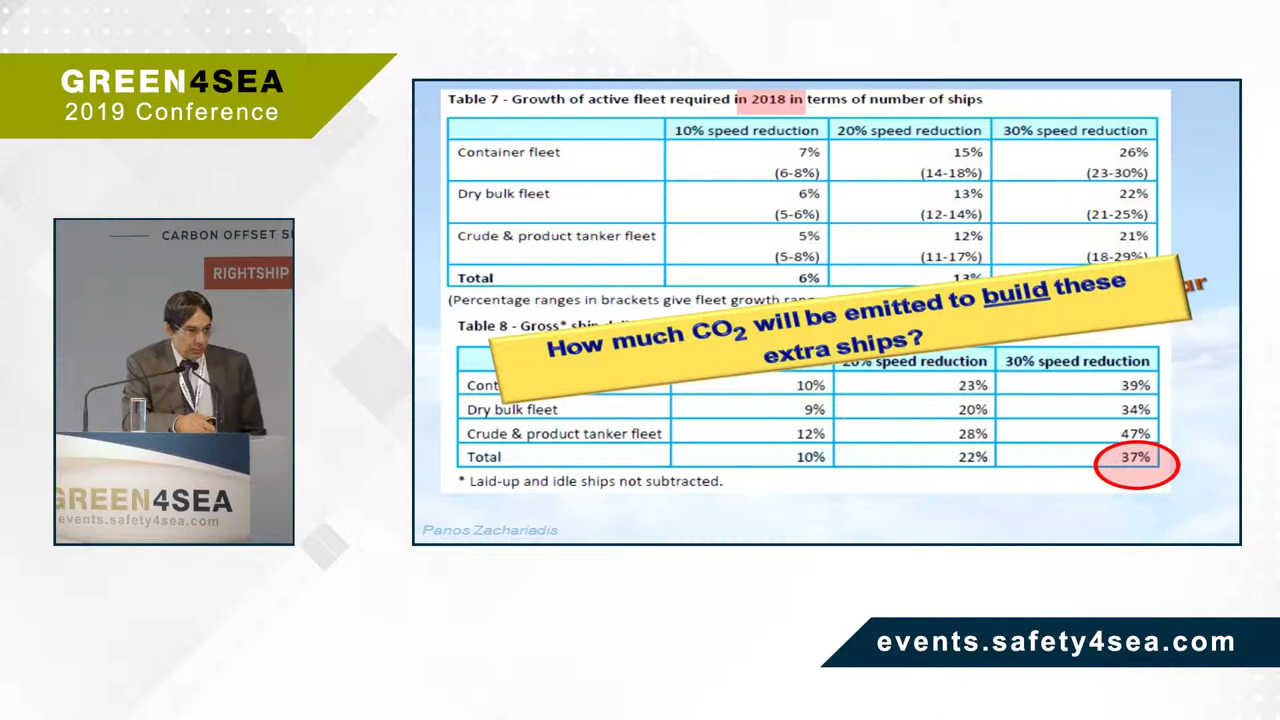 GREEN4SEA
2019 Conference
CARBON OFFSET
RIGHTSHIP
GREEN4SEA
events.safety4sea.com
Table 7 - Growth of active fleet required in 2018 in terms of number of ships
10% speed reduction 20% speed reduction 30% speed reduction
Container fleet 7% 15% 26%
(6-8%) (14-18%) (23-30%)
Dry bulk fleet 6% 13% 22%
(5-6%) (12-14%) (21-25%)
Crude & product tanker fleet 5% 12% 21%
(5-8%) (11-17%) (18-29%)
Total 6% 13%
(Percentage ranges in brackets give fleet growth
Table 8 - Gross* ship
How much CO2 will be emitted to build these
extra ships?
20% speed reduction 30% speed reduction
10% 23% 39%
Dry bulk fleet 9% 20% 34%
Crude & product tanker fleet 12% 28% 47%
Total 10% 22% 37%
* Laid-up and idle ships not subtracted.
Panos Zachariadis
events.safety4sea.com